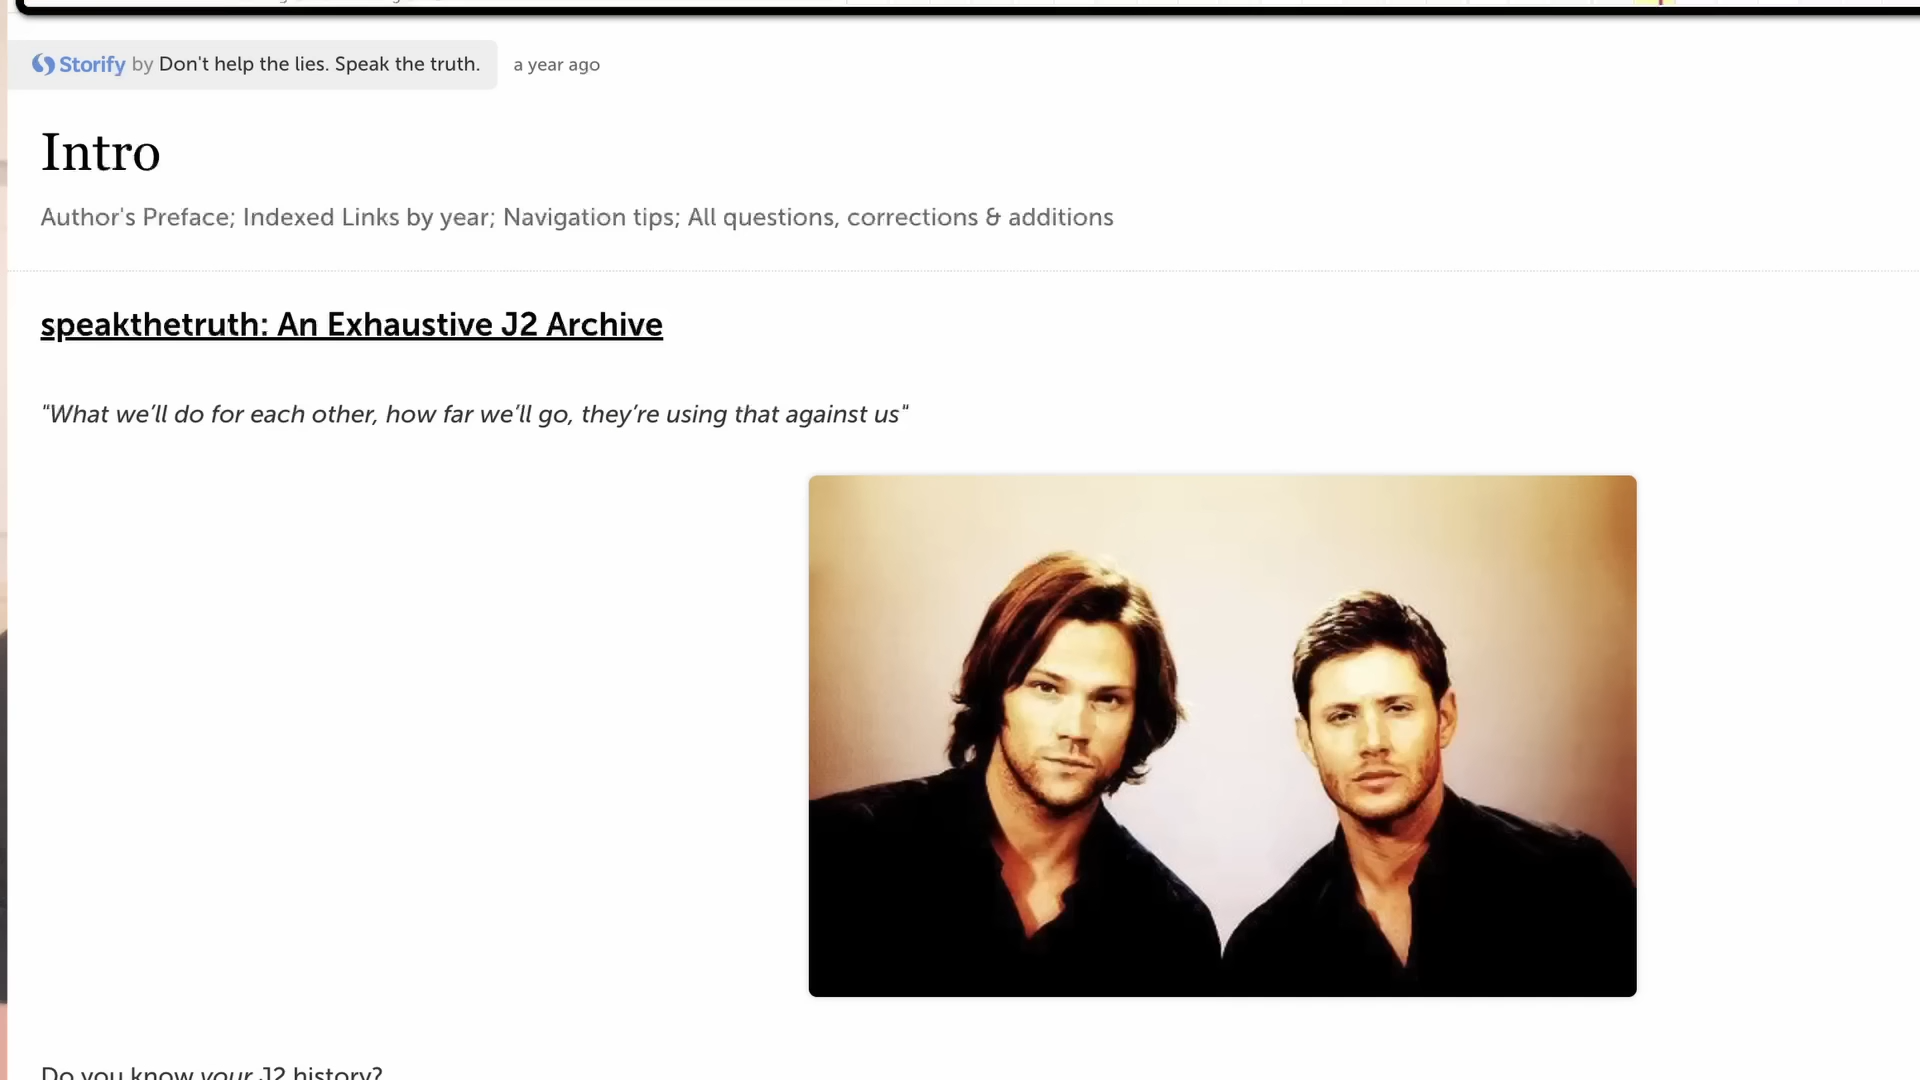 Storify by Don't help the lies. Speak the truth. a year ago
Intro
Author's Preface; Indexed Links by year; Navigation tips; All questions, corrections & additions
speakthetruth: An Exhaustive J2 Archive
"What we’ll do for each other, how far we’ll go, they’re using that against us"
Do you know your J2 history?